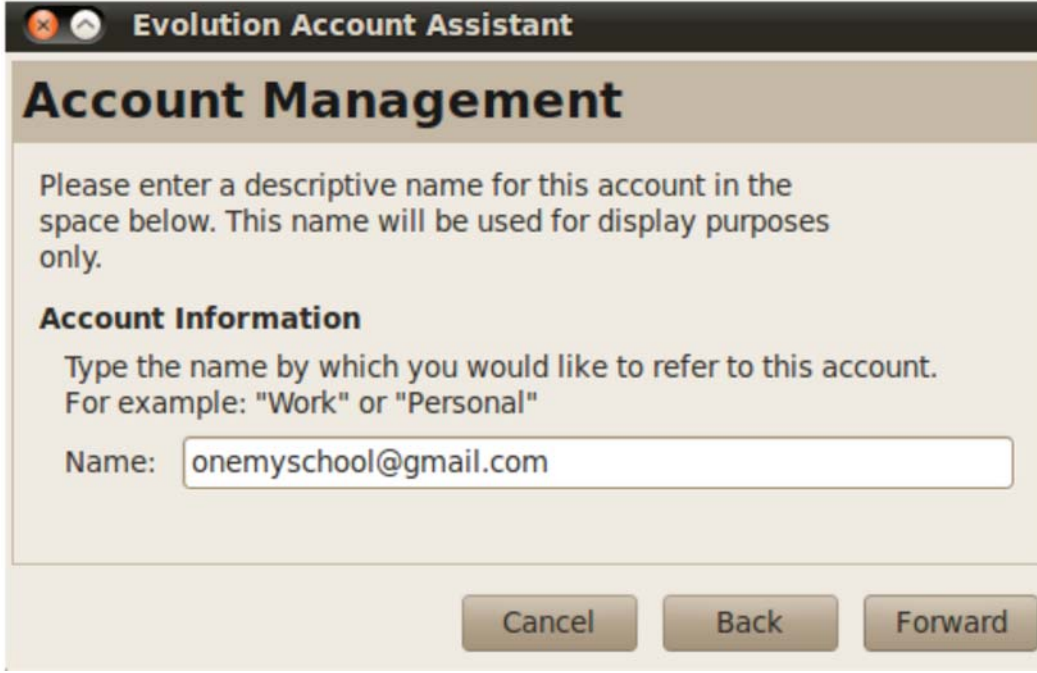 Evolution Account Assistant
Account Management
Please enter a descriptive name for this account in the
space below. This name will be used for display purposes
only.
Account Information
Type the name by which you would like to refer to this account.
For example: "Work" or "Personal"
Name: onemyschool@gmail.com
Cancel Back Forward